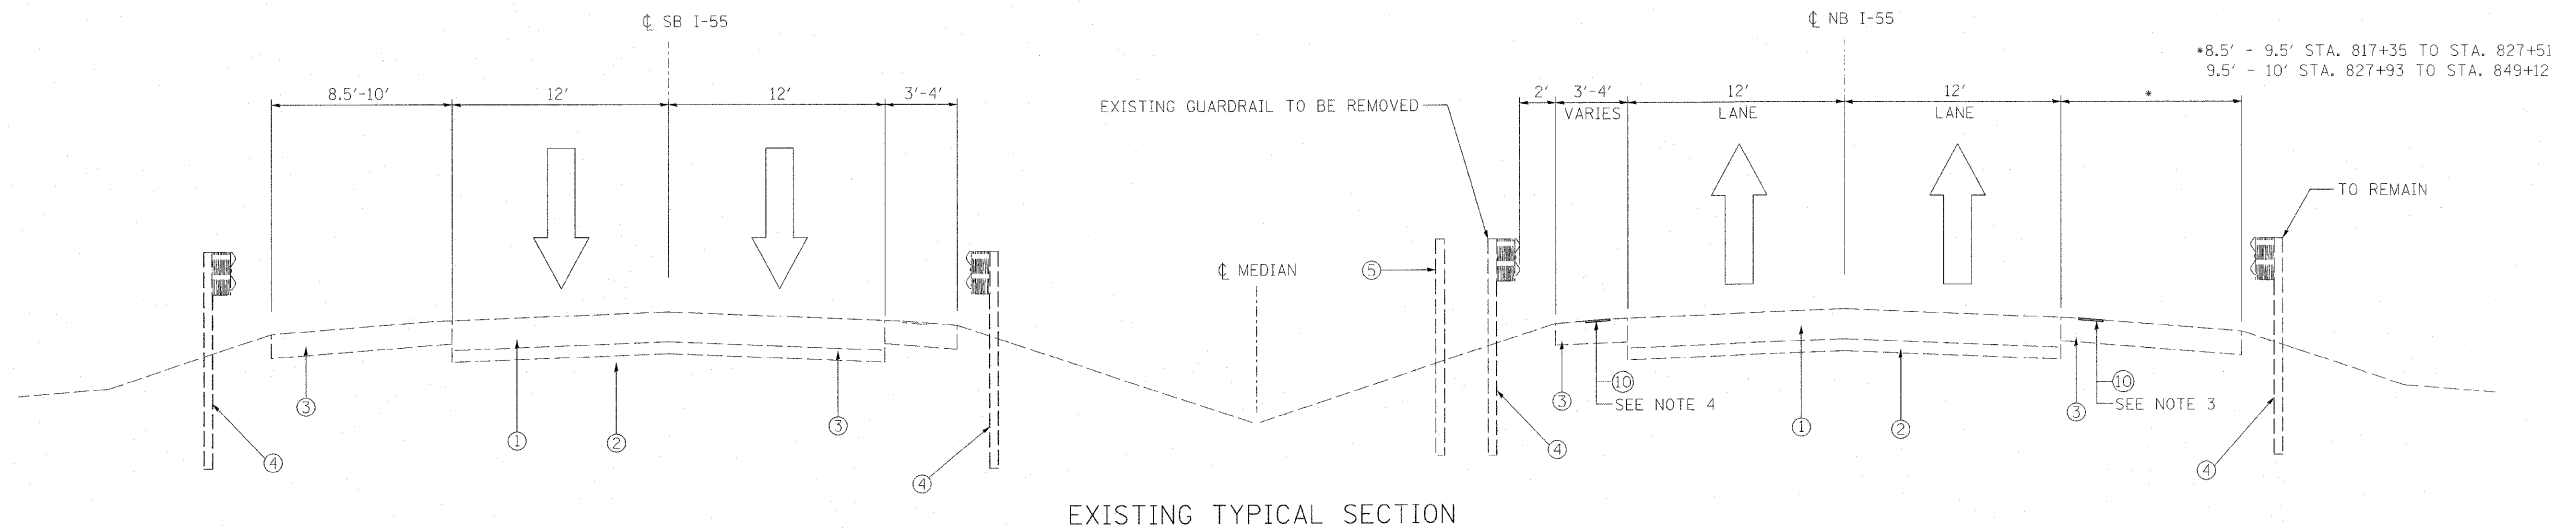 ℄ SB I-55
℄ NB I-55
*8.5' - 9.5' STA. 817+35 TO STA. 827+51
9.5' - 10' STA. 827+93 TO STA. 849+12
8.5'-10'
12'
12'
3'-4'
EXISTING GUARDRAIL TO BE REMOVED
2'
3'-4'
VARIES
12'
LANE
12'
LANE
*
TO REMAIN
℄ MEDIAN
5
3
4
1
2
3
4
3
10
SEE NOTE 4
4
1
2
3
10
SEE NOTE 3
4
EXISTING TYPICAL SECTION